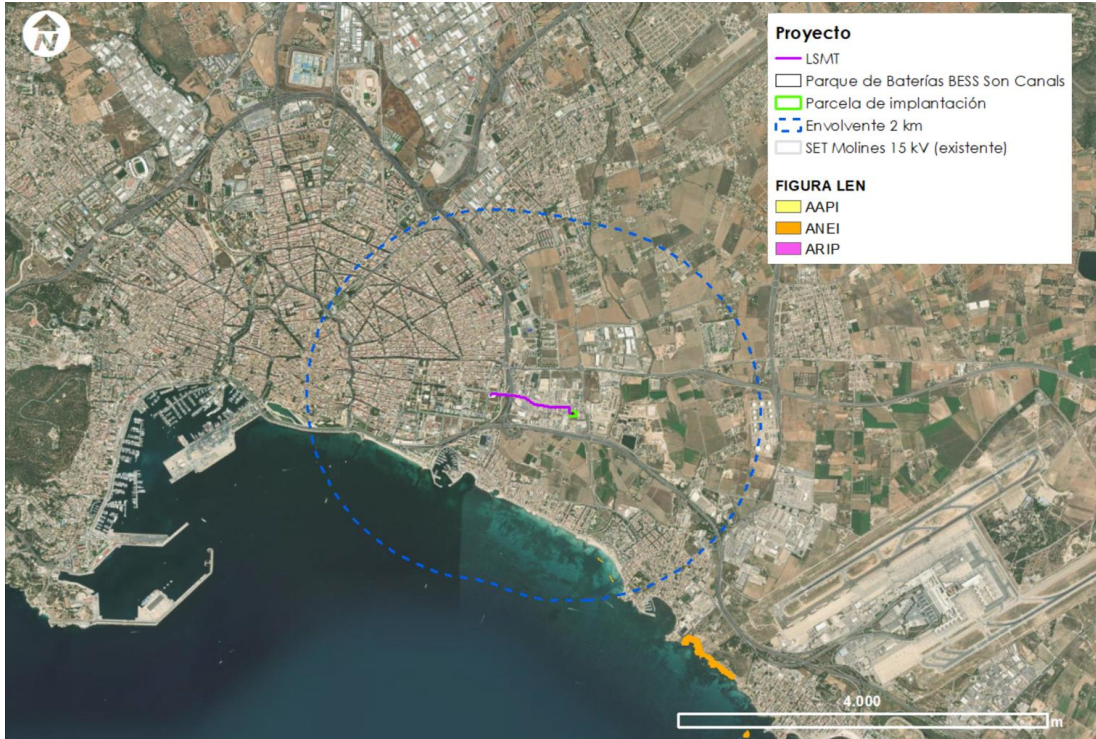 N
Proyecto
LSMT
Parque de Baterías BESS Son Canals
Parcela de implantación
Envolvente 2 km
SET Molines 15 kV (existente)
FIGURA LEN
AAPI
ANEI
ARIP
4.000
m